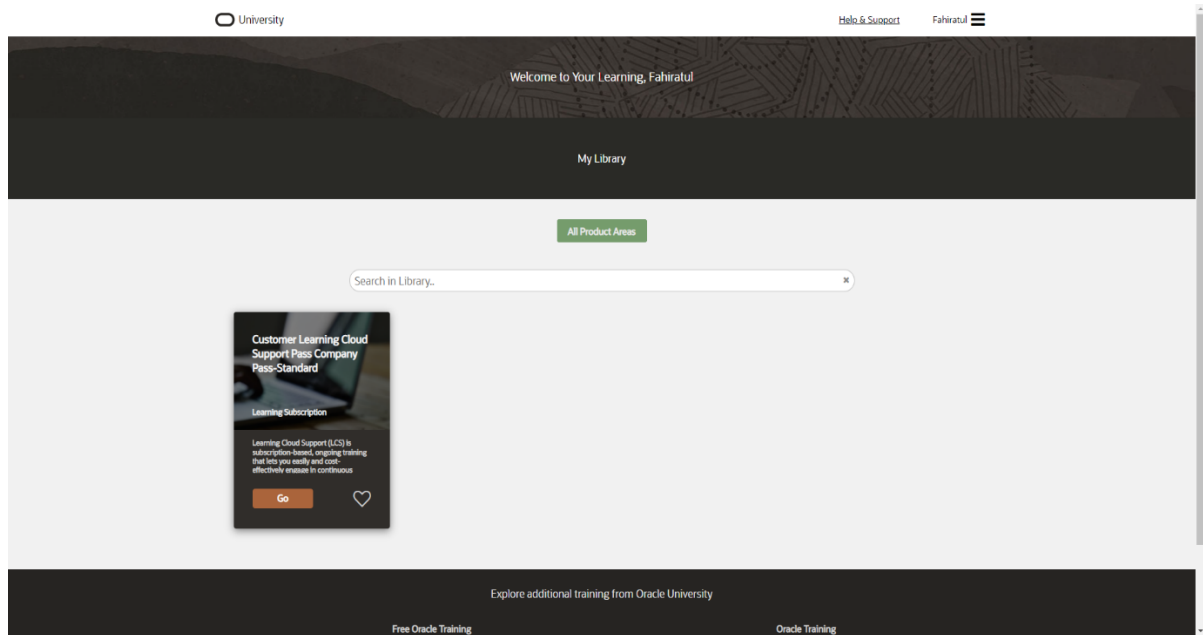 University
Help & Support
Fahiratul
Welcome to Your Learning, Fahiratul
My Library
All Product Areas
Search in Library..
Customer Learning Cloud
Support Pass Company
Pass-Standard
Learning Subscription
Learning Cloud Support (LCS) is
subscription-based, ongoing training
that lets you easily and cost-
effectively engage in continuous
Go
Explore additional training from Oracle University
Free Oracle Training
Oracle Training